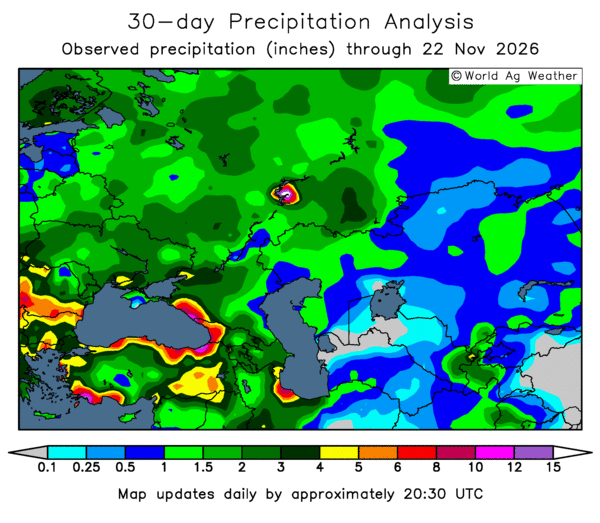 30-day Precipitation Analysis
Observed precipitation (inches) through 22 Nov 2026
© World Ag Weather
0.1 0.25 0.5 1 1.5 2 3 4 5 6 8 10 12 15
Map updates daily by approximately 20:30 UTC